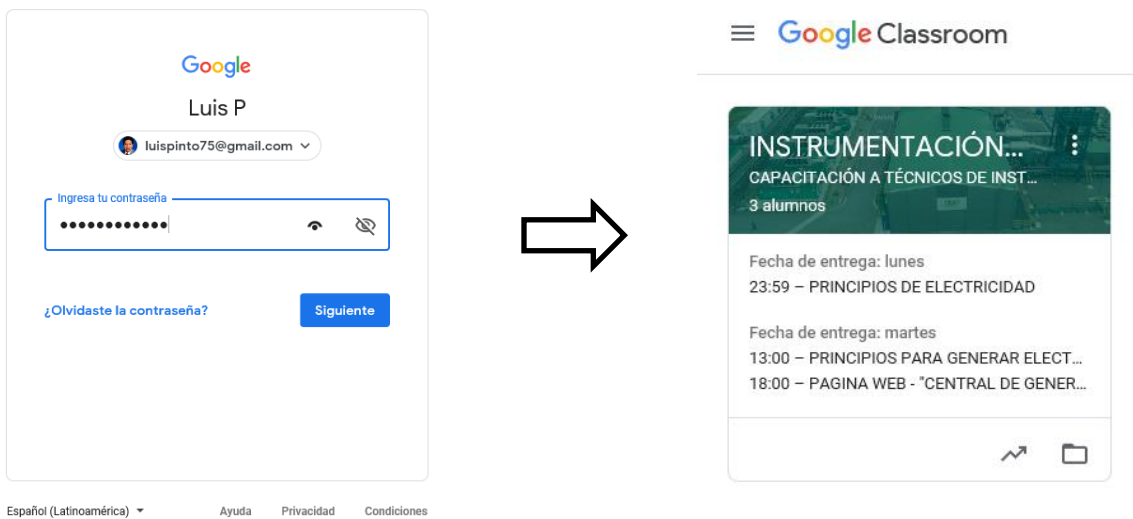 Google
Luis P
luispinto75@gmail.com
Ingresa tu contraseña
••••••••••••
¿Olvidaste la contraseña?
Siguiente
Español (Latinoamérica)
Ayuda
Privacidad
Condiciones
Google Classroom
INSTRUMENTACIÓN...
CAPACITACIÓN A TÉCNICOS DE INST...
3 alumnos
Fecha de entrega: lunes
23:59 – PRINCIPIOS DE ELECTRICIDAD
Fecha de entrega: martes
13:00 – PRINCIPIOS PARA GENERAR ELECT...
18:00 – PAGINA WEB - "CENTRAL DE GENER...